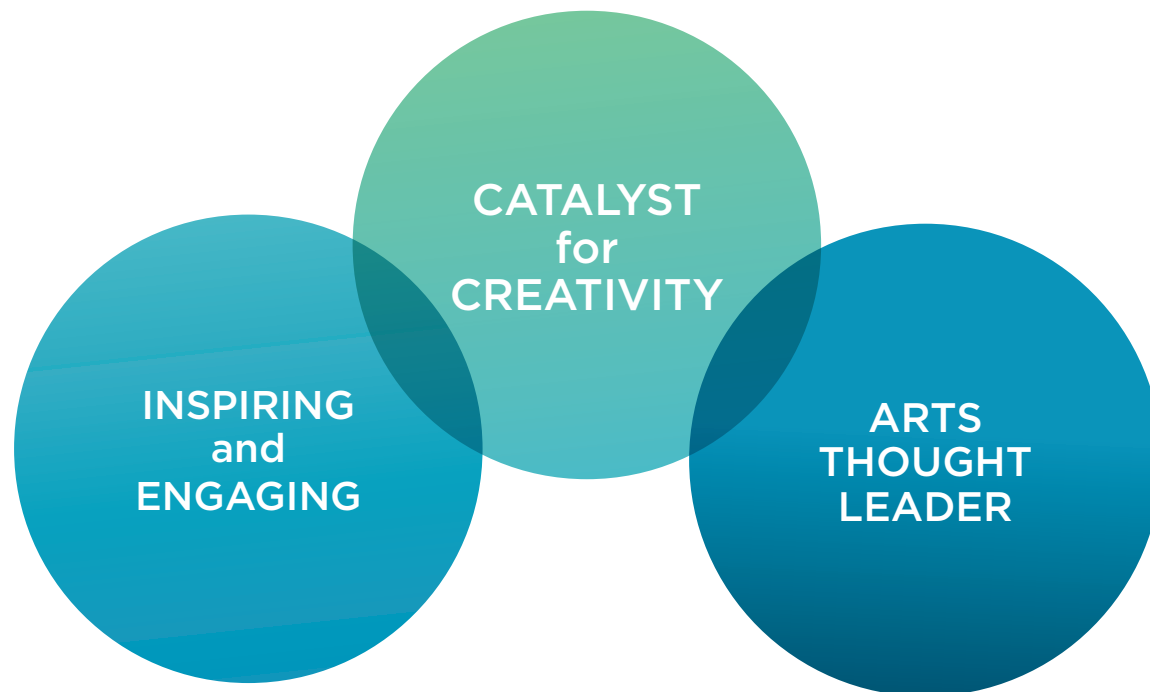 CATALYST
for
CREATIVITY
INSPIRING
and
ENGAGING
ARTS
THOUGHT
LEADER